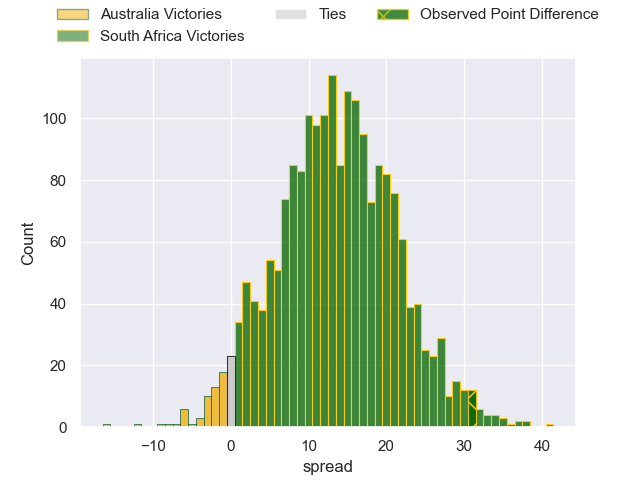 Australia Victories
South Africa Victories
Ties
Observed Point Difference
Count
100
80
60
40
20
0
−10 0 10 20 30 40
spread